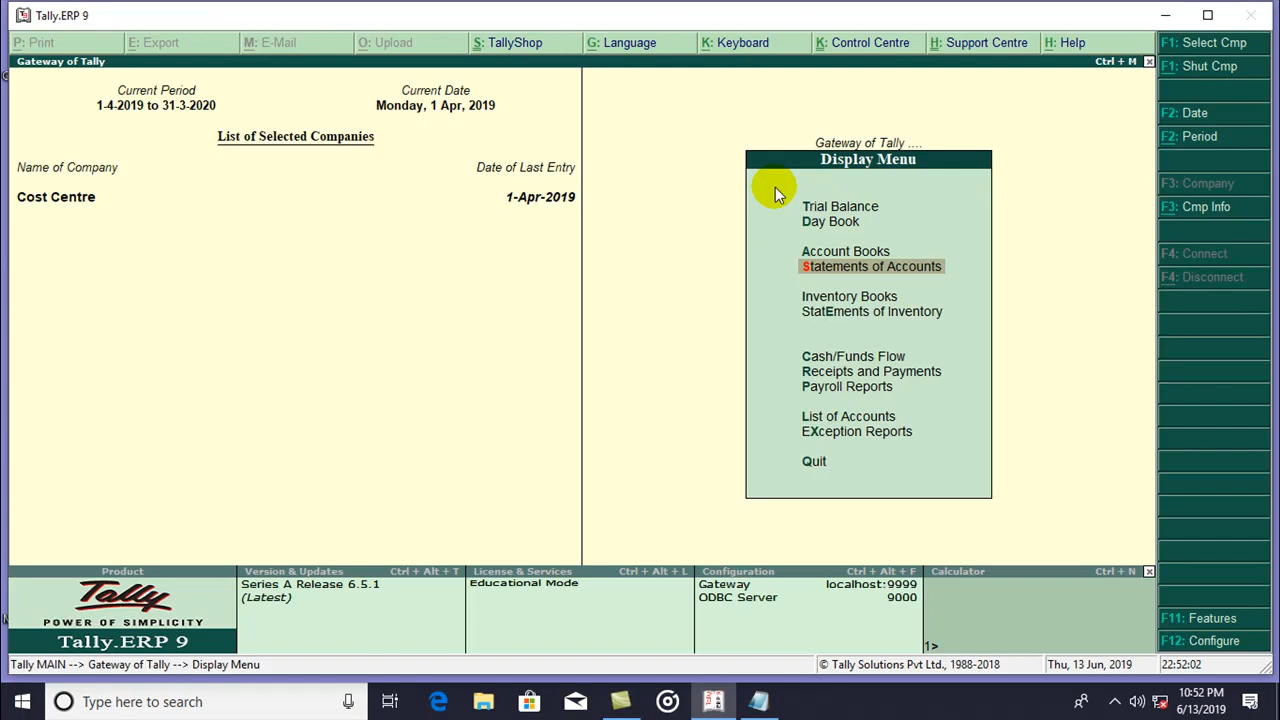 Tally.ERP 9
P: Print
E: Export
M: E-Mail
O: Upload
S: TallyShop
G: Language
K: Keyboard
K: Control Centre
H: Support Centre
H: Help
Gateway of Tally
Ctrl + M
Current Period
1-4-2019 to 31-3-2020
Current Date
Monday, 1 Apr, 2019
List of Selected Companies
Name of Company
Date of Last Entry
Cost Centre
1-Apr-2019
Gateway of Tally ....
Display Menu
Trial Balance
Day Book
Account Books
Statements of Accounts
Inventory Books
StatEments of Inventory
Cash/Funds Flow
Receipts and Payments
Payroll Reports
List of Accounts
EXception Reports
Quit
F1: Select Cmp
F1: Shut Cmp
F2: Date
F2: Period
F3: Company
F3: Cmp Info
F4: Connect
F4: Disconnect
F11: Features
F12: Configure
Product
Tally
POWER OF SIMPLICITY
Tally.ERP 9
Version & Updates
Ctrl + Alt + T
Series A Release 6.5.1
(Latest)
License & Services
Ctrl + Alt + L
Educational Mode
Configuration
Ctrl + Alt + F
Gateway
localhost:9999
ODBC Server
9000
Calculator
Ctrl + N
1>
Tally MAIN --> Gateway of Tally --> Display Menu
© Tally Solutions Pvt Ltd., 1988-2018
Thu, 13 Jun, 2019
22:52:02
Type here to search
10:52 PM
6/13/2019